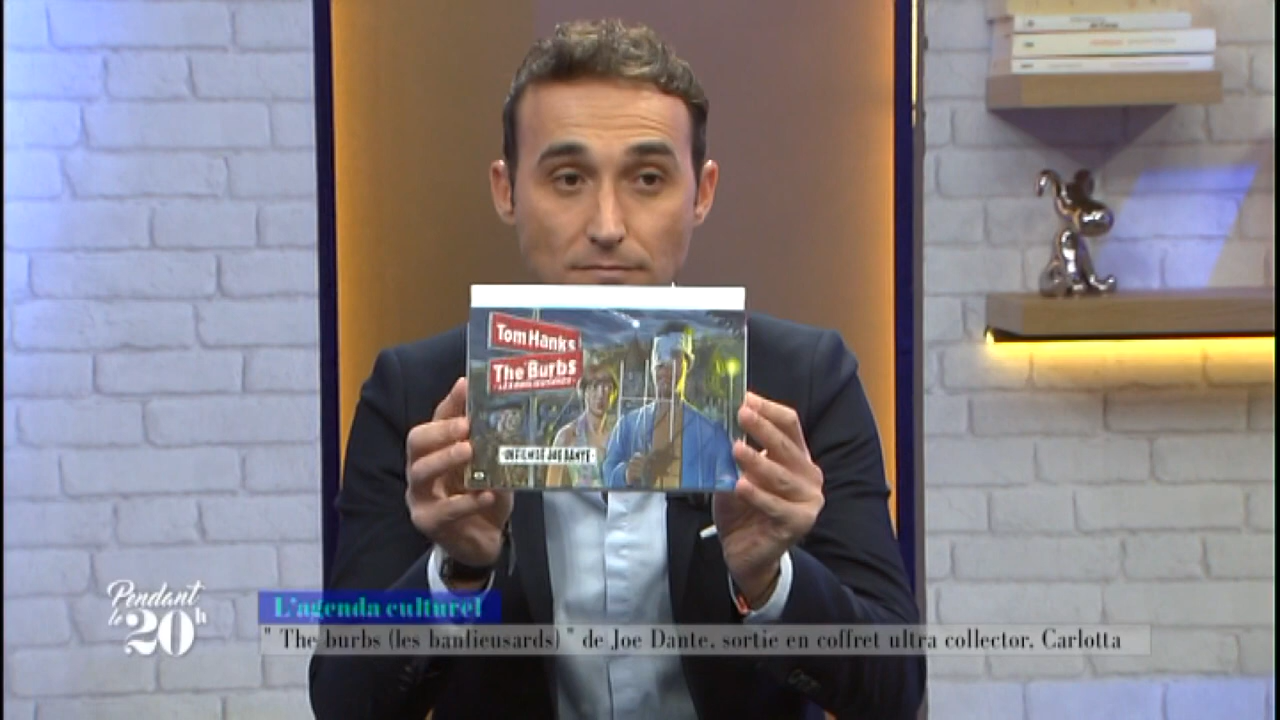 Tom Hanks
The 'Burbs
UN FILM DE JOE DANTE
Pendant
le 20h
L'agenda culturel
" The burbs (les banlieusards) " de Joe Dante. sortie en coffret ultra collector. Carlotta